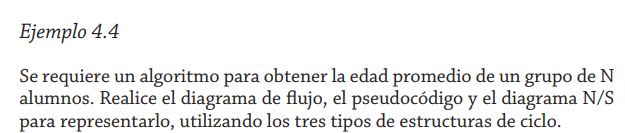 Ejemplo 4.4
Se requiere un algoritmo para obtener la edad promedio de un grupo de N
alumnos. Realice el diagrama de flujo, el pseudocódigo y el diagrama N/S
para representarlo, utilizando los tres tipos de estructuras de ciclo.